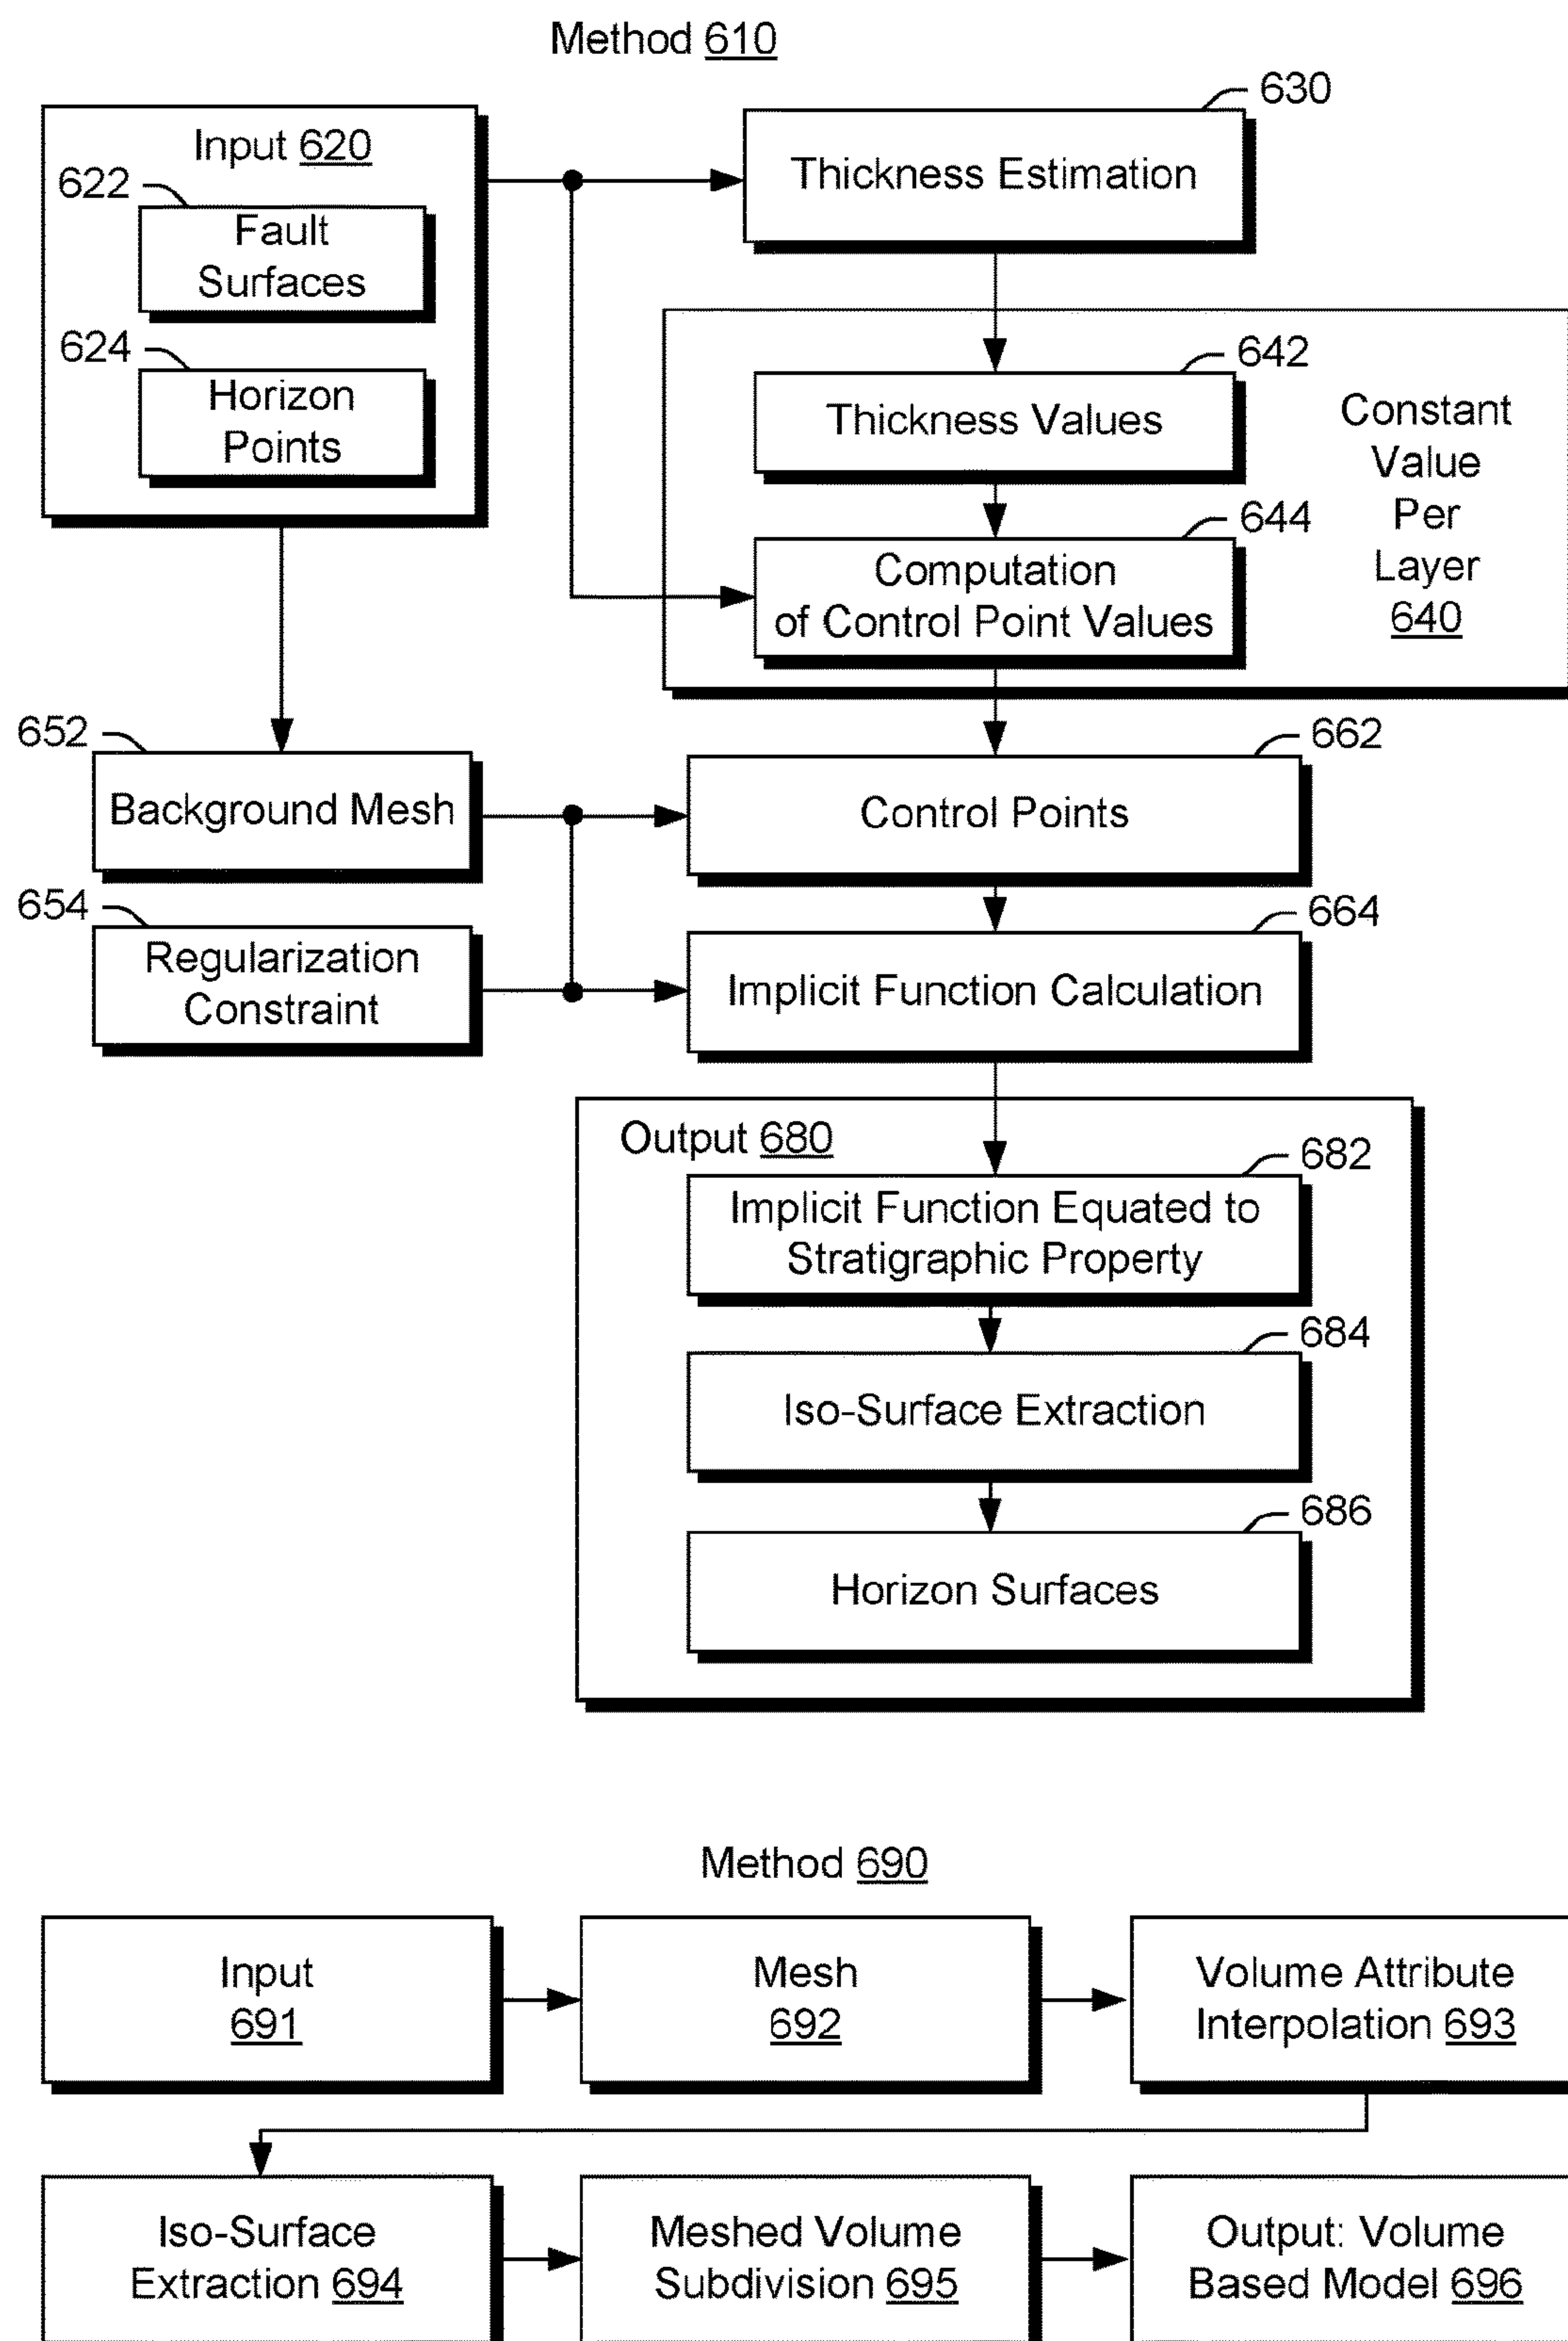 Method 610
630
Input 620
Thickness Estimation
622
Fault
Surfaces
624
Horizon
Points
642
Thickness Values
Constant
Value
Per
Layer
640
644
Computation
of Control Point Values
652
Background Mesh
662
Control Points
654
Regularization
Constraint
664
Implicit Function Calculation
Output 680
682
Implicit Function Equated to
Stratigraphic Property
684
Iso-Surface Extraction
686
Horizon Surfaces
Method 690
Input
691
Mesh
692
Volume Attribute
Interpolation 693
Iso-Surface
Extraction 694
Meshed Volume
Subdivision 695
Output: Volume
Based Model 696